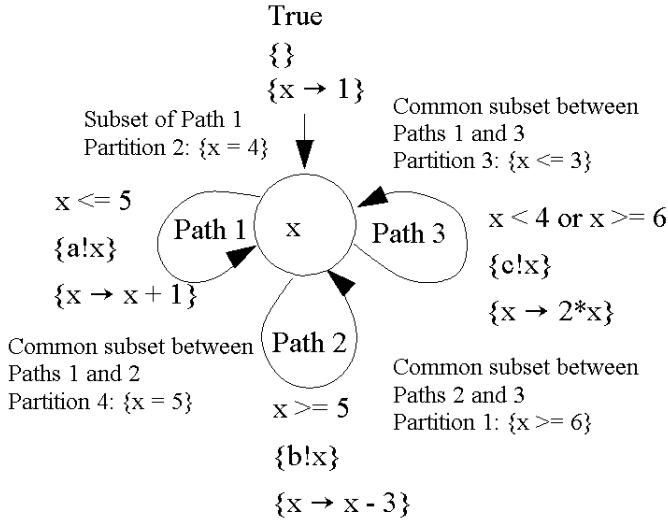 True
{}
{x → 1}
Subset of Path 1
Partition 2: {x = 4}
Common subset between
Paths 1 and 3
Partition 3: {x <= 3}
x <= 5
{a!x}
{x → x + 1}
Path 1
x
Path 3
x < 4 or x >= 6
{c!x}
{x → 2*x}
Path 2
Common subset between
Paths 1 and 2
Partition 4: {x = 5}
x >= 5
{b!x}
{x → x - 3}
Common subset between
Paths 2 and 3
Partition 1: {x >= 6}